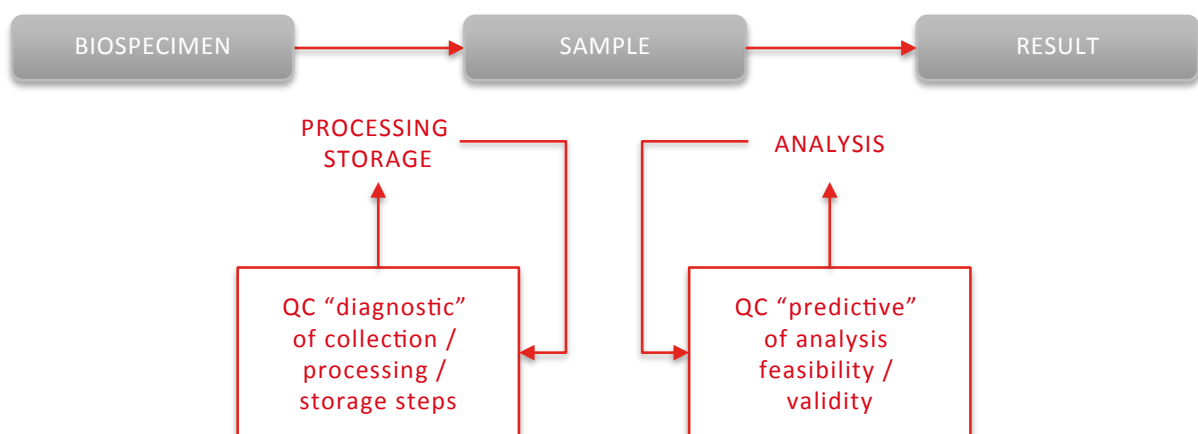 BIOSPECIMEN
SAMPLE
RESULT
PROCESSING
STORAGE
ANALYSIS
QC “diagnostic”
of collection /
processing /
storage steps
QC “predictive”
of analysis
feasibility /
validity